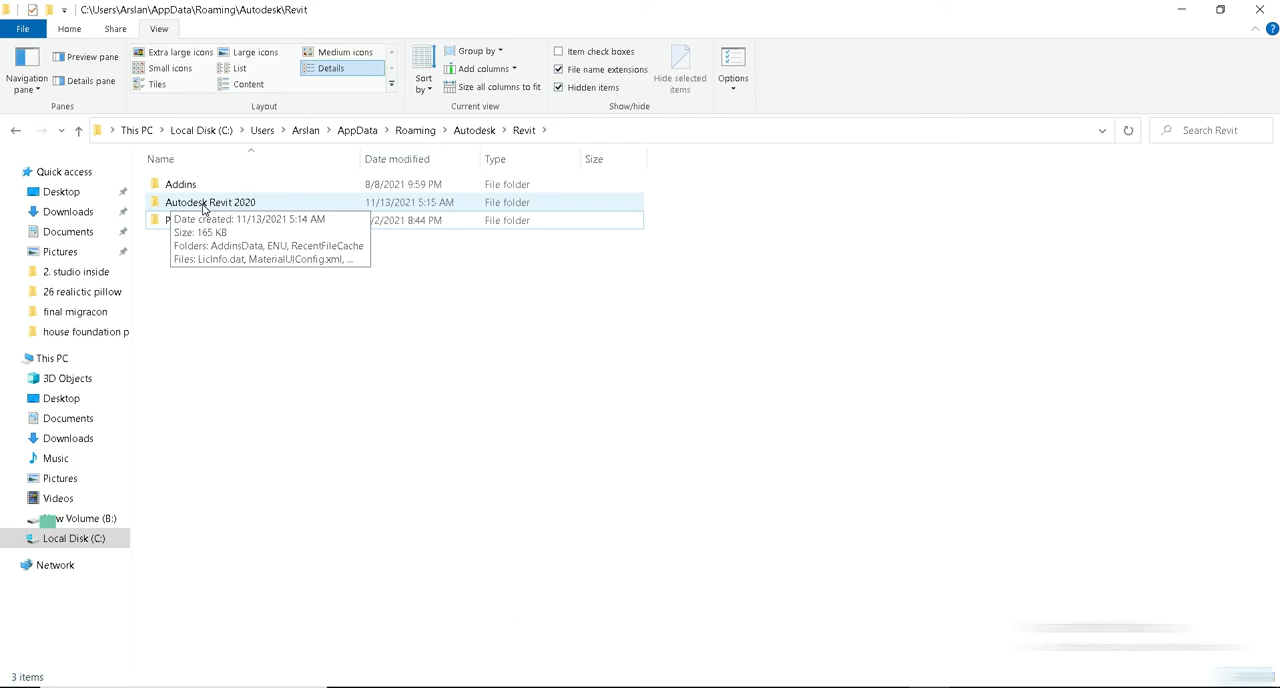 C:\Users\Arslan\AppData\Roaming\Autodesk\Revit
File Home Share View
Navigation pane
Preview pane
Details pane
Panes
Extra large icons Large icons Medium icons
Small icons List Details
Tiles Content
Layout
Sort by
Group by
Add columns
Size all columns to fit
Current view
Item check boxes
File name extensions
Hidden items
Hide selected items
Show/hide
Options
This PC Local Disk (C:) Users Arslan AppData Roaming Autodesk Revit
Search Revit
Name Date modified Type Size
Addins 8/8/2021 9:59 PM File folder
Autodesk Revit 2020 11/13/2021 5:15 AM File folder
/2/2021 8:44 PM File folder
Date created: 11/13/2021 5:14 AM
Size: 165 KB
Folders: AddinsData, ENU, RecentFileCache
Files: LicInfo.dat, MaterialUIConfig.xml, ...
Quick access
Desktop
Downloads
Documents
Pictures
2. studio inside
26 realictic pillow
final migracon
house foundation p
This PC
3D Objects
Desktop
Documents
Downloads
Music
Pictures
Videos
w Volume (B:)
Local Disk (C:)
Network
3 items